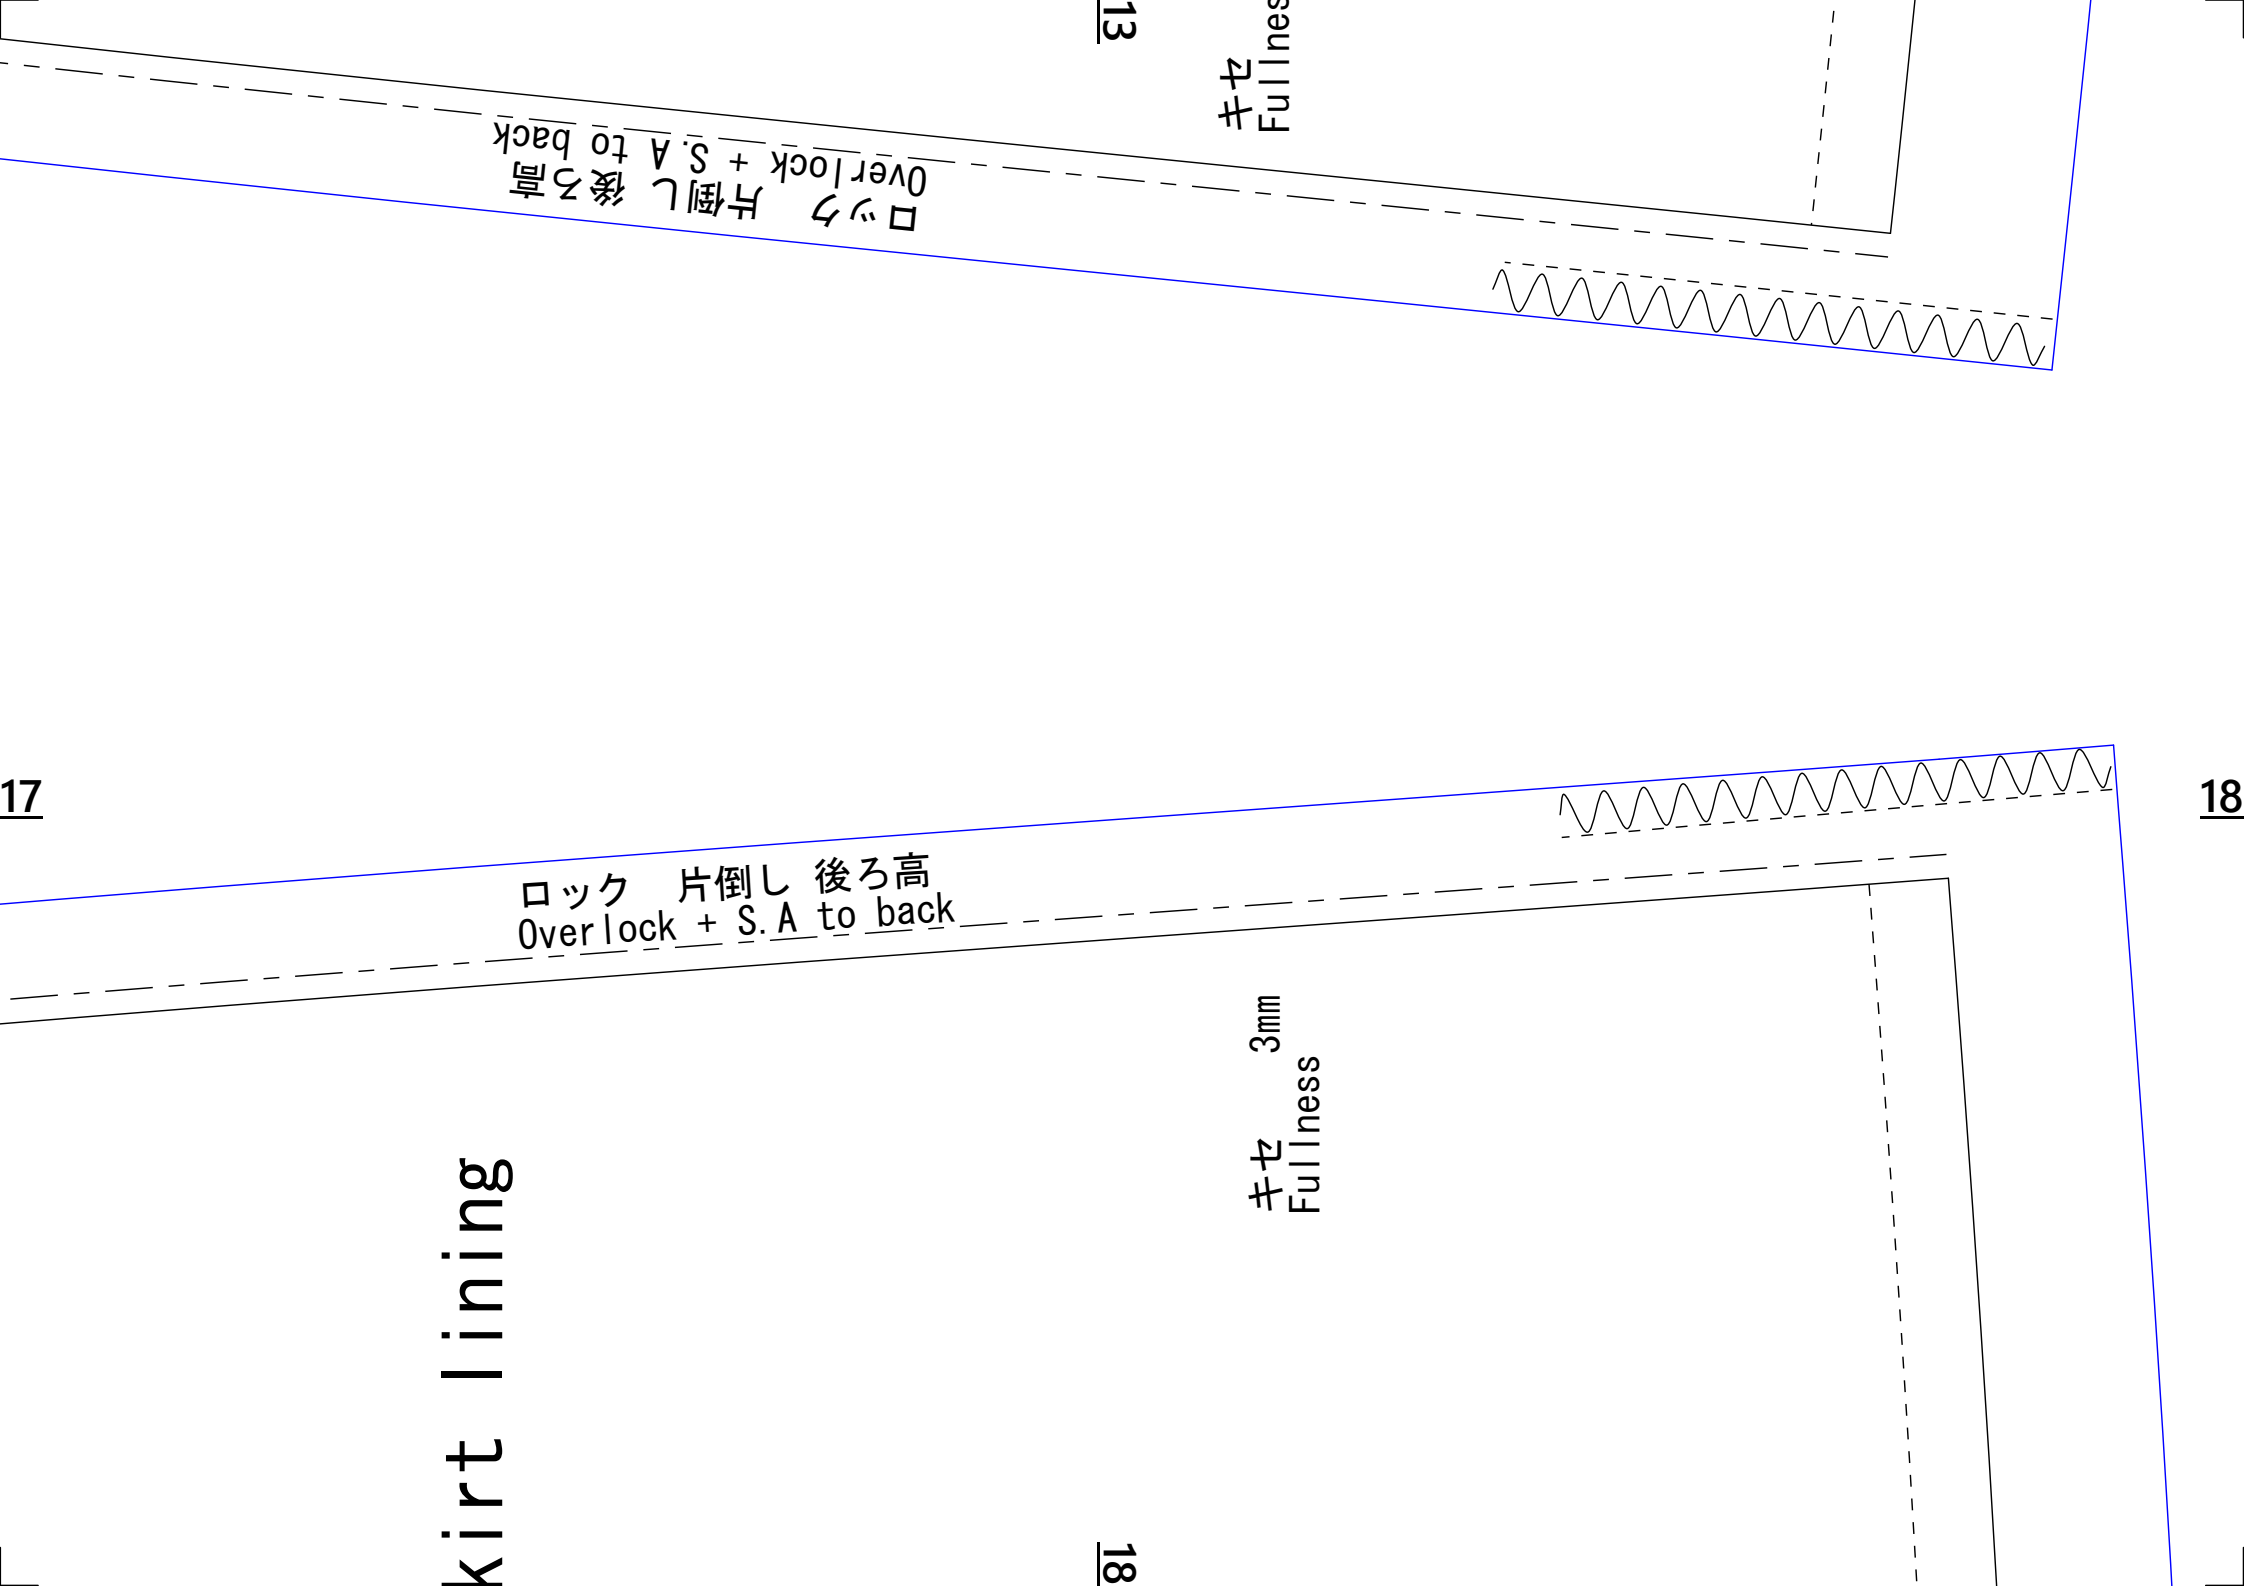 13
キセ
Fullnes
ロック　片倒し 後ろ高
Overlock + S.A to back
17
18
ロック　片倒し 後ろ高
Overlock + S.A to back
キセ　3mm
Fullness
kirt lining
18